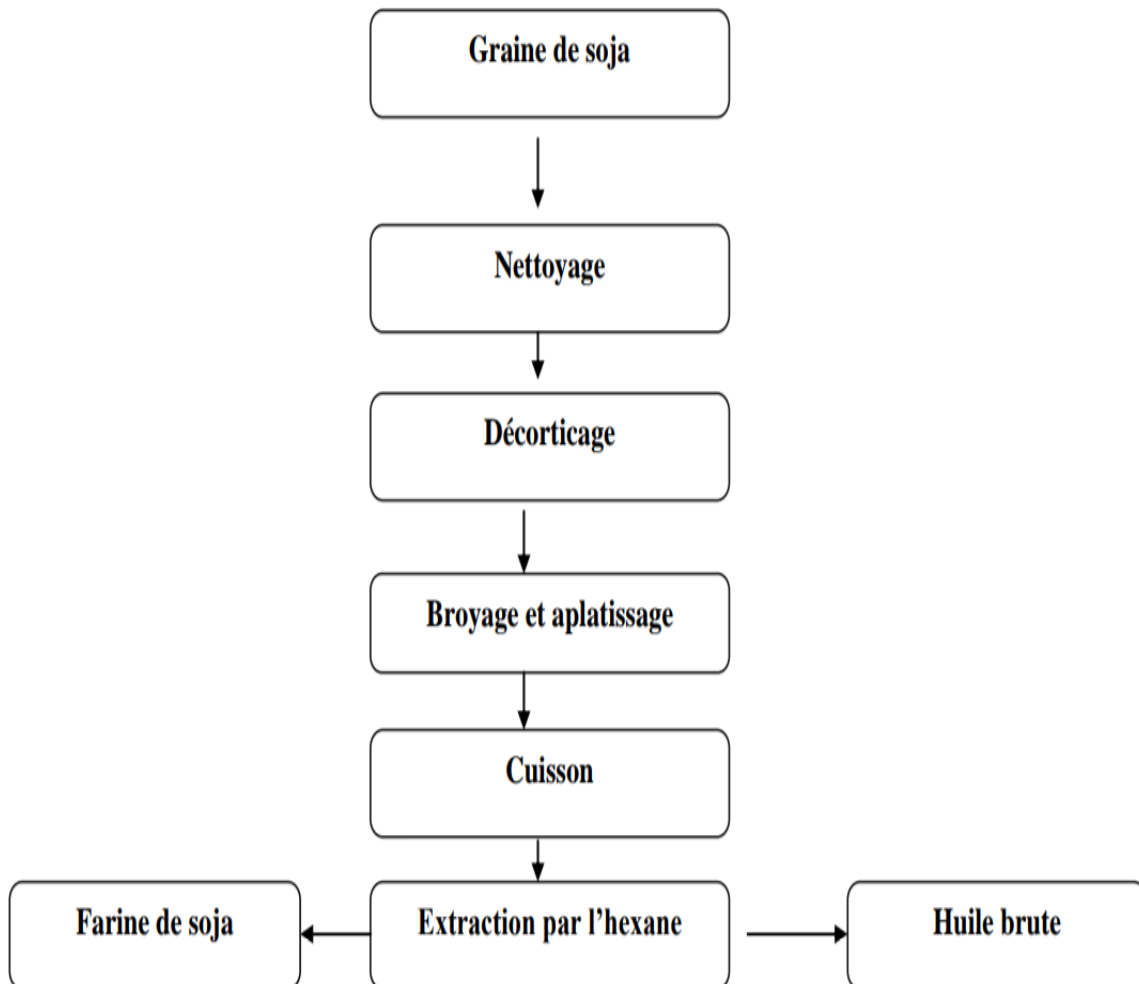 Graine de soja
Nettoyage
Décorticage
Broyage et aplatissage
Cuisson
Farine de soja
Extraction par l’hexane
Huile brute